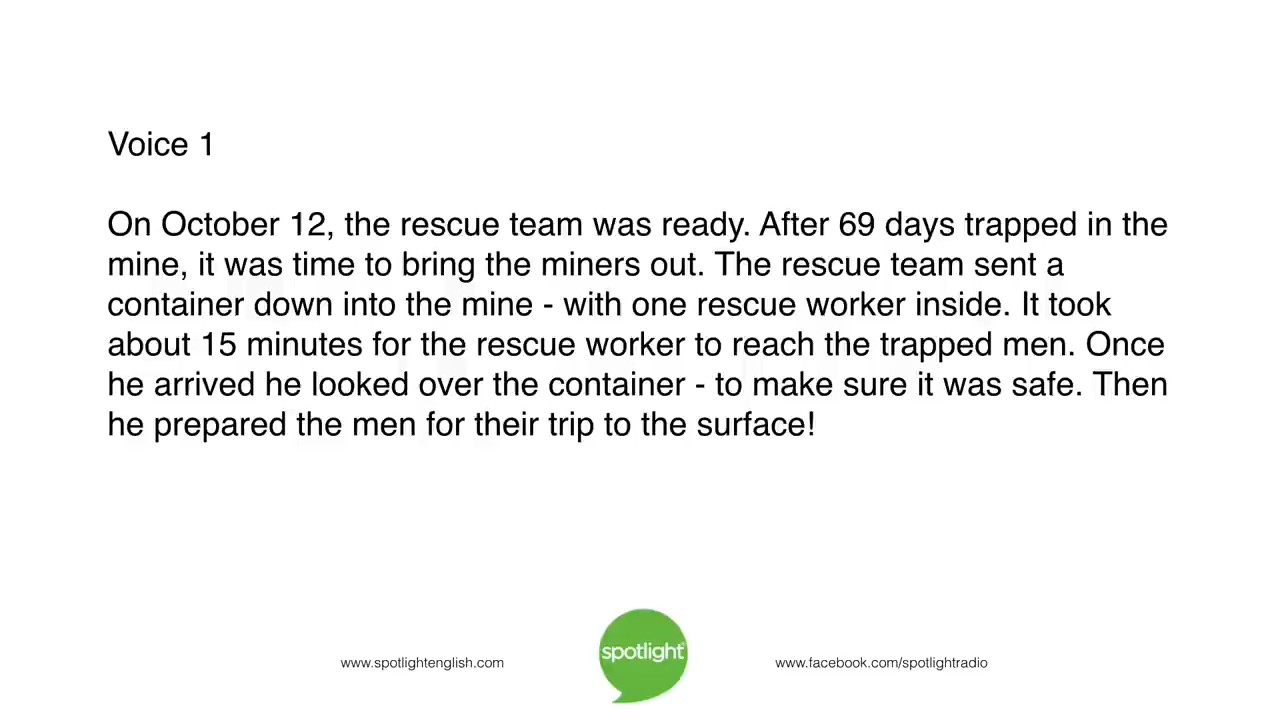 Voice 1
On October 12, the rescue team was ready. After 69 days trapped in the
mine, it was time to bring the miners out. The rescue team sent a
container down into the mine - with one rescue worker inside. It took
about 15 minutes for the rescue worker to reach the trapped men. Once
he arrived he looked over the container - to make sure it was safe. Then
he prepared the men for their trip to the surface!
www.spotlightenglish.com
spotlight
www.facebook.com/spotlightradio